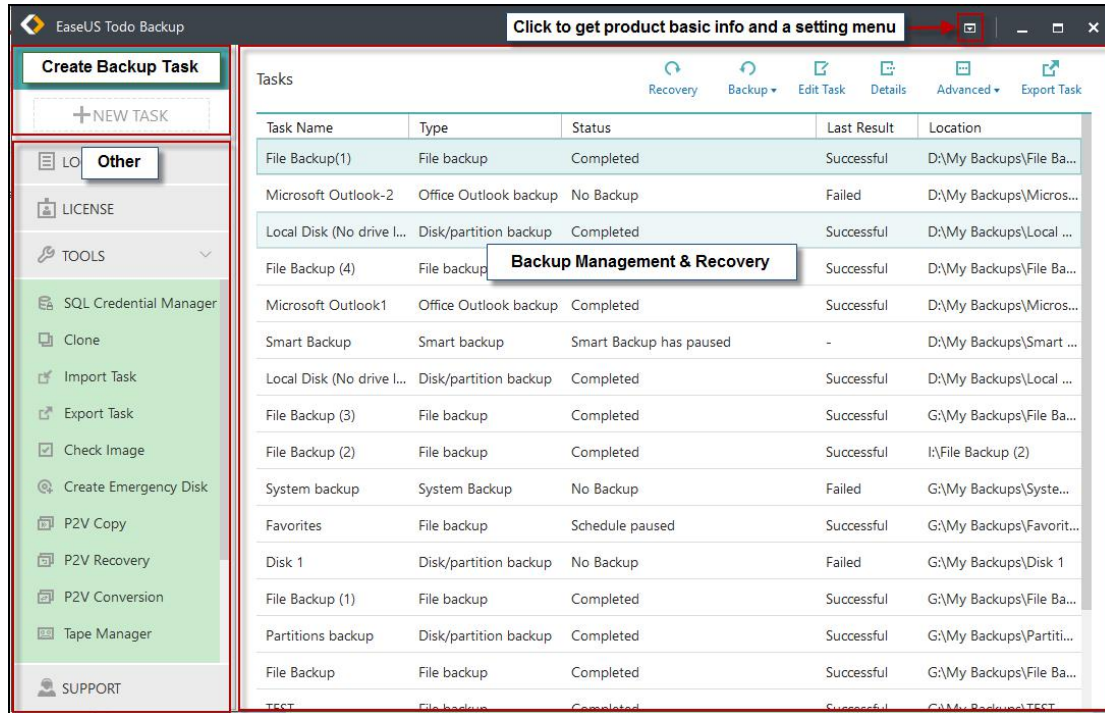 EaseUS Todo Backup
Click to get product basic info and a setting menu
Create Backup Task
NEW TASK
LO
Other
LICENSE
TOOLS
SQL Credential Manager
Clone
Import Task
Export Task
Check Image
Create Emergency Disk
P2V Copy
P2V Recovery
P2V Conversion
Tape Manager
SUPPORT
Tasks
Recovery Backup Edit Task Details Advanced Export Task
Task Name Type Status Last Result Location
File Backup(1) File backup Completed Successful D:\My Backups\File Ba...
Microsoft Outlook-2 Office Outlook backup No Backup Failed D:\My Backups\Micros...
Local Disk (No drive l... Disk/partition backup Completed Successful D:\My Backups\Local ...
Backup Management & Recovery
File Backup (4) File backup Successful D:\My Backups\File Ba...
Microsoft Outlook1 Office Outlook backup Completed Successful D:\My Backups\Micros...
Smart Backup Smart backup Smart Backup has paused - D:\My Backups\Smart ...
Local Disk (No drive l... Disk/partition backup Completed Successful D:\My Backups\Local ...
File Backup (3) File backup Completed Successful G:\My Backups\File Ba...
File Backup (2) File backup Completed Successful I:\File Backup (2)
System backup System Backup No Backup Failed G:\My Backups\Syste...
Favorites File backup Schedule paused Successful G:\My Backups\Favorit...
Disk 1 Disk/partition backup No Backup Failed G:\My Backups\Disk 1
File Backup (1) File backup Completed Successful G:\My Backups\File Ba...
Partitions backup Disk/partition backup Completed Successful G:\My Backups\Partiti...
File Backup File backup Completed Successful G:\My Backups\File Ba...
TEST File backup Completed Successful G:\My Backups\TEST